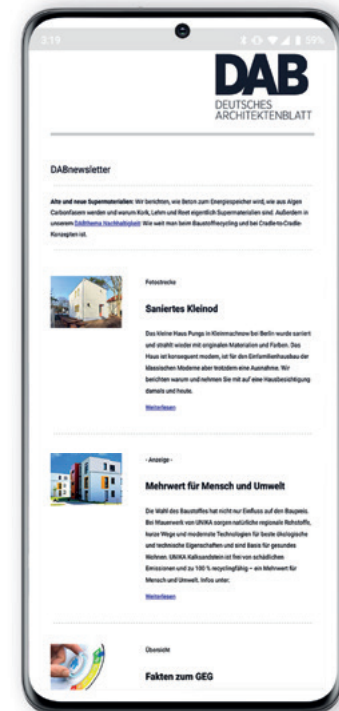 3:19
59%
DAB
DEUTSCHES
ARCHITEKTENBLATT
DABnewsletter
Alte und neue Supermaterialien: Wir berichten, wie Beton zum Energiespeicher wird, wie aus Algen
Carbonfasern werden und warum Kork, Lehm und Reet eigentlich Supermaterialien sind. Außerdem in
unserem DABthema Nachhaltigkeit: Wie weit man beim Baustoffrecycling und bei Cradle-to-Cradle-
Konzepten ist.
Fotostrecke
Saniertes Kleinod
Das kleine Haus Pungs in Kleinmachnow bei Berlin wurde saniert
und strahlt wieder mit originalen Materialien und Farben. Das
Haus ist konsequent modern, ist für den Einfamilienhausbau der
klassischen Moderne aber trotzdem eine Ausnahme. Wir
berichten warum und nehmen Sie mit auf eine Hausbesichtigung
damals und heute.
Weiterlesen
- Anzeige -
Mehrwert für Mensch und Umwelt
Die Wahl des Baustoffes hat nicht nur Einfluss auf den Baupreis.
Bei Mauerwerk von UNIKA sorgen natürliche regionale Rohstoffe,
kurze Wege und modernste Technologien für beste ökologische
und technische Eigenschaften und sind Basis für gesundes
Wohnen. UNIKA Kalksandstein ist frei von schädlichen
Emissionen und zu 100 % recyclingfähig – ein Mehrwert für
Mensch und Umwelt. Infos unter:
Weiterlesen
Übersicht
Fakten zum GEG